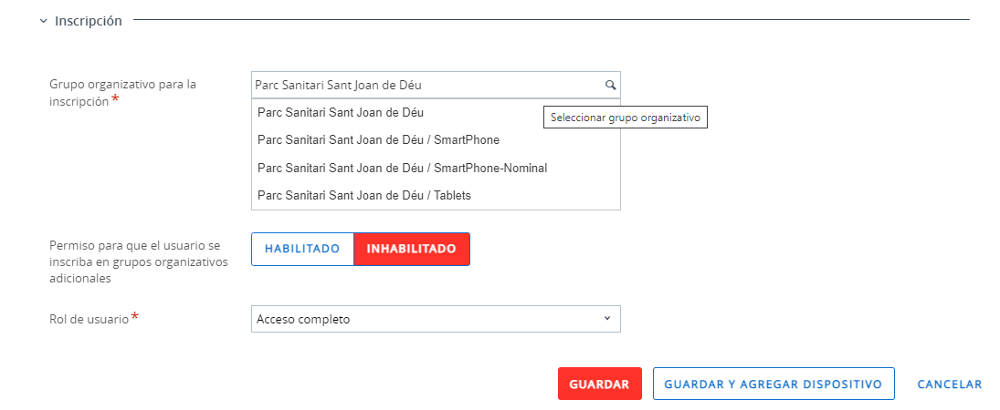 Inscripción
Grupo organizativo para la
inscripción *
Parc Sanitari Sant Joan de Déu
Parc Sanitari Sant Joan de Déu
Seleccionar grupo organizativo
Parc Sanitari Sant Joan de Déu / SmartPhone
Parc Sanitari Sant Joan de Déu / SmartPhone-Nominal
Parc Sanitari Sant Joan de Déu / Tablets
Permiso para que el usuario se
inscriba en grupos organizativos
adicionales
HABILITADO INHABILITADO
Rol de usuario *
Acceso completo
GUARDAR GUARDAR Y AGREGAR DISPOSITIVO CANCELAR